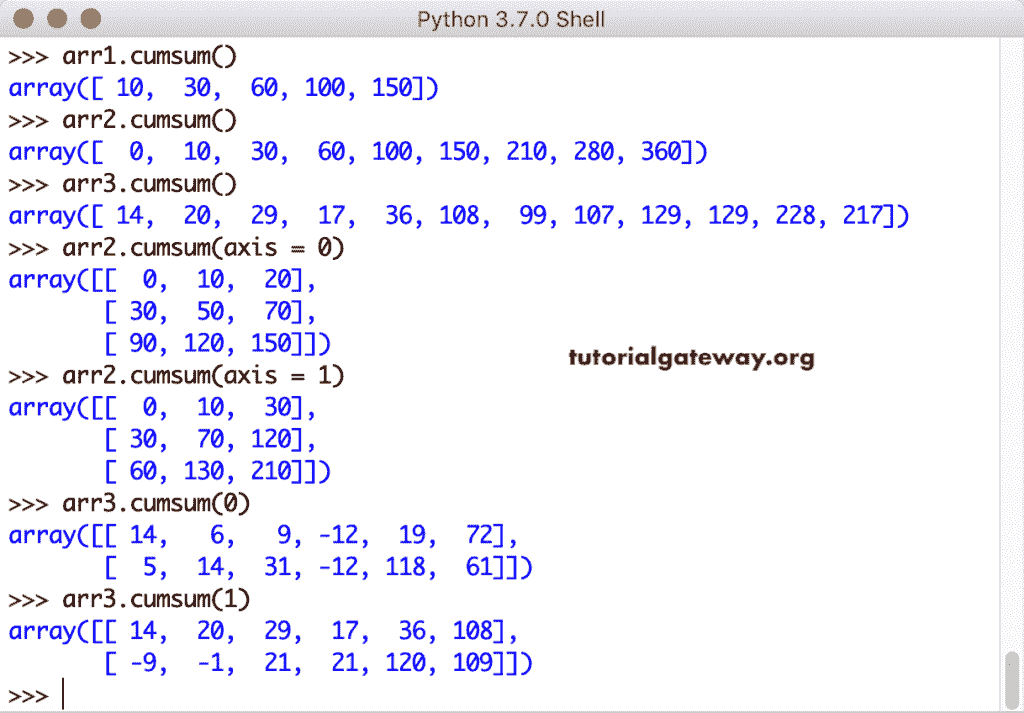 Python 3.7.0 Shell
>>> arr1.cumsum()
array([ 10,  30,  60, 100, 150])
>>> arr2.cumsum()
array([  0,  10,  30,  60, 100, 150, 210, 280, 360])
>>> arr3.cumsum()
array([ 14,  20,  29,  17,  36, 108,  99, 107, 129, 129, 228, 217])
>>> arr2.cumsum(axis = 0)
array([[  0,  10,  20],
       [ 30,  50,  70],
       [ 90, 120, 150]])
tutorialgateway.org
>>> arr2.cumsum(axis = 1)
array([[  0,  10,  30],
       [ 30,  70, 120],
       [ 60, 130, 210]])
>>> arr3.cumsum(0)
array([[ 14,   6,   9, -12,  19,  72],
       [  5,  14,  31, -12, 118,  61]])
>>> arr3.cumsum(1)
array([[ 14,  20,  29,  17,  36, 108],
       [ -9,  -1,  21,  21, 120, 109]])
>>>